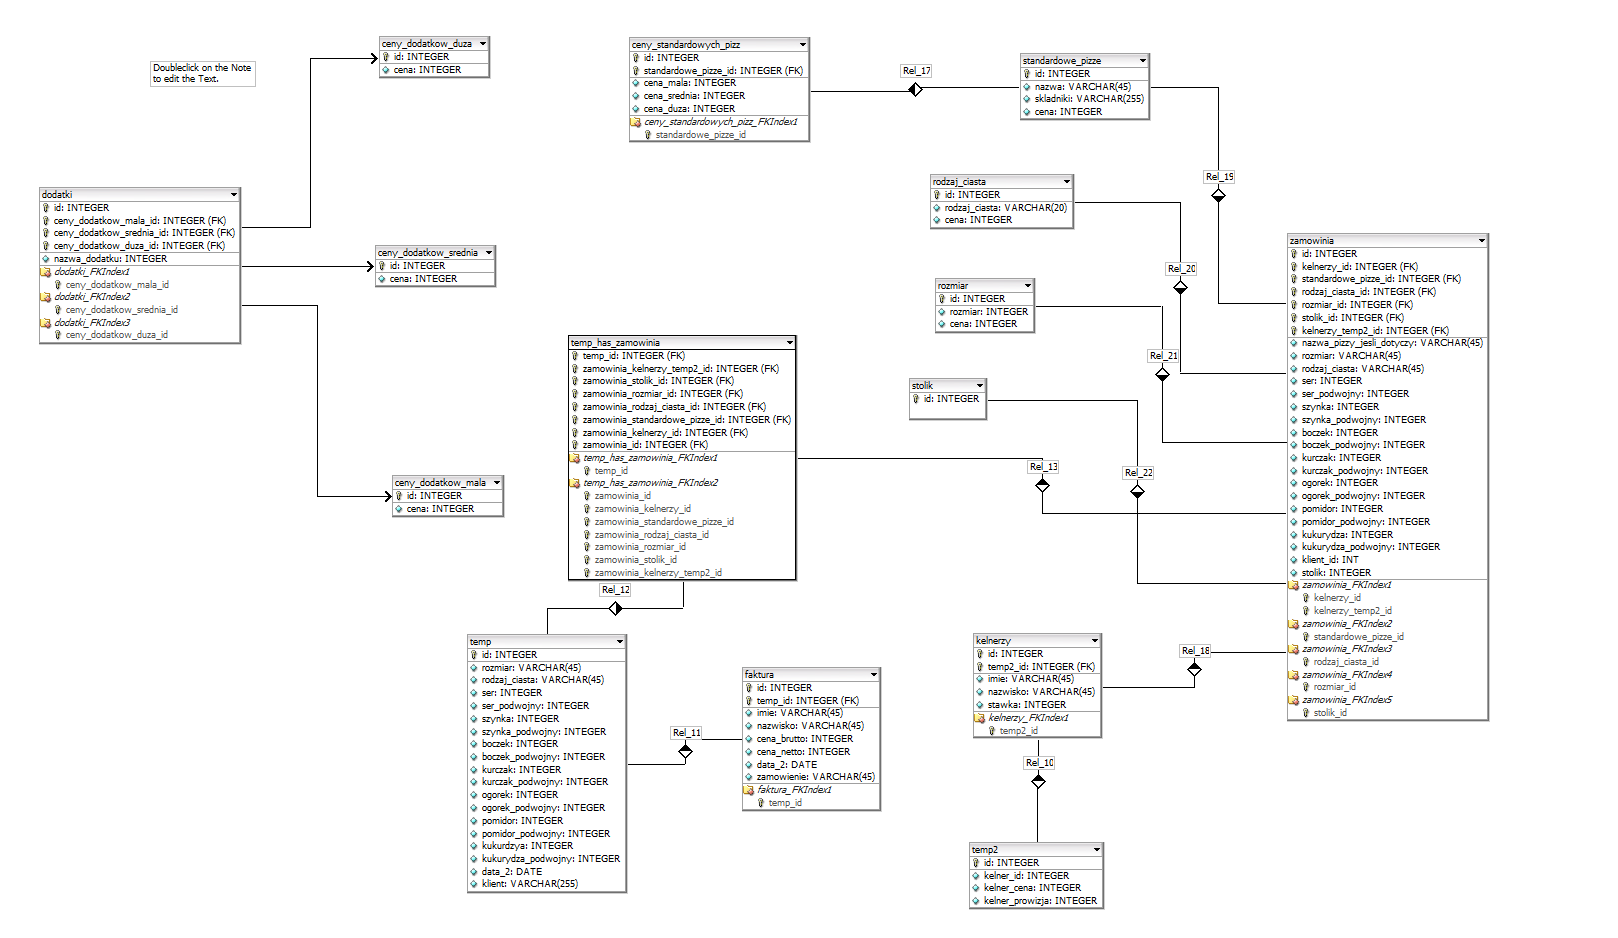 ceny_dodatkow_duza
id: INTEGER
cena: INTEGER
Doubleclick on the Note
to edit the Text.
ceny_standardowych_pizz
id: INTEGER
standardowe_pizze_id: INTEGER (FK)
cena_mala: INTEGER
cena_srednia: INTEGER
cena_duza: INTEGER
ceny_standardowych_pizz_FKIndex1
standardowe_pizze_id
Rel_17
standardowe_pizze
id: INTEGER
nazwa: VARCHAR(45)
skladniki: VARCHAR(255)
cena: INTEGER
Rel_19
dodatki
id: INTEGER
ceny_dodatkow_mala_id: INTEGER (FK)
ceny_dodatkow_srednia_id: INTEGER (FK)
ceny_dodatkow_duza_id: INTEGER (FK)
nazwa_dodatku: INTEGER
dodatki_FKIndex1
ceny_dodatkow_mala_id
dodatki_FKIndex2
ceny_dodatkow_srednia_id
dodatki_FKIndex3
ceny_dodatkow_duza_id
ceny_dodatkow_srednia
id: INTEGER
cena: INTEGER
rodzaj_ciasta
id: INTEGER
rodzaj_ciasta: VARCHAR(20)
cena: INTEGER
Rel_20
rozmiar
id: INTEGER
rozmiar: INTEGER
cena: INTEGER
Rel_21
stolik
id: INTEGER
Rel_22
Rel_13
zamowinia
id: INTEGER
kelnerzy_id: INTEGER (FK)
standardowe_pizze_id: INTEGER (FK)
rodzaj_ciasta_id: INTEGER (FK)
rozmiar_id: INTEGER (FK)
stolik_id: INTEGER (FK)
kelnerzy_temp2_id: INTEGER (FK)
nazwa_pizzy_jesli_dotyczy: VARCHAR(45)
rozmiar: VARCHAR(45)
rodzaj_ciasta: VARCHAR(45)
ser: INTEGER
ser_podwojny: INTEGER
szynka: INTEGER
szynka_podwojny: INTEGER
boczek: INTEGER
boczek_podwojny: INTEGER
kurczak: INTEGER
kurczak_podwojny: INTEGER
ogorek: INTEGER
ogorek_podwojny: INTEGER
pomidor: INTEGER
pomidor_podwojny: INTEGER
kukurydza: INTEGER
kukurydza_podwojny: INTEGER
klient_id: INT
stolik: INTEGER
zamowinia_FKIndex1
kelnerzy_id
kelnerzy_temp2_id
zamowinia_FKIndex2
standardowe_pizze_id
zamowinia_FKIndex3
rodzaj_ciasta_id
zamowinia_FKIndex4
rozmiar_id
zamowinia_FKIndex5
stolik_id
temp_has_zamowinia
temp_id: INTEGER (FK)
zamowinia_kelnerzy_temp2_id: INTEGER (FK)
zamowinia_stolik_id: INTEGER (FK)
zamowinia_rozmiar_id: INTEGER (FK)
zamowinia_rodzaj_ciasta_id: INTEGER (FK)
zamowinia_standardowe_pizze_id: INTEGER (FK)
zamowinia_kelnerzy_id: INTEGER (FK)
zamowinia_id: INTEGER (FK)
temp_has_zamowinia_FKIndex1
temp_id
temp_has_zamowinia_FKIndex2
zamowinia_id
zamowinia_kelnerzy_id
zamowinia_standardowe_pizze_id
zamowinia_rodzaj_ciasta_id
zamowinia_rozmiar_id
zamowinia_stolik_id
zamowinia_kelnerzy_temp2_id
ceny_dodatkow_mala
id: INTEGER
cena: INTEGER
Rel_12
temp
id: INTEGER
rozmiar: VARCHAR(45)
rodzaj_ciasta: VARCHAR(45)
ser: INTEGER
ser_podwojny: INTEGER
szynka: INTEGER
szynka_podwojny: INTEGER
boczek: INTEGER
boczek_podwojny: INTEGER
kurczak: INTEGER
kurczak_podwojny: INTEGER
ogorek: INTEGER
ogorek_podwojny: INTEGER
pomidor: INTEGER
pomidor_podwojny: INTEGER
kukurdzya: INTEGER
kukurydza_podwojny: INTEGER
data_2: DATE
klient: VARCHAR(255)
Rel_11
faktura
id: INTEGER
temp_id: INTEGER (FK)
imie: VARCHAR(45)
nazwisko: VARCHAR(45)
cena_brutto: INTEGER
cena_netto: INTEGER
data_2: DATE
zamowienie: VARCHAR(45)
faktura_FKIndex1
temp_id
kelnerzy
id: INTEGER
temp2_id: INTEGER (FK)
imie: VARCHAR(45)
nazwisko: VARCHAR(45)
stawka: INTEGER
kelnerzy_FKIndex1
temp2_id
Rel_18
Rel_10
temp2
id: INTEGER
kelner_id: INTEGER
kelner_cena: INTEGER
kelner_prowizja: INTEGER